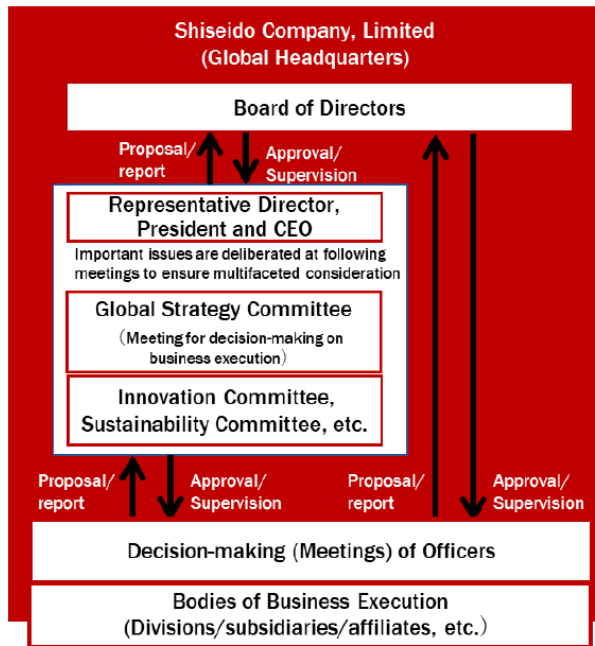 Shiseido Company, Limited
(Global Headquarters)
Board of Directors
Proposal/
report
Approval/
Supervision
Representative Director,
President and CEO
Important issues are deliberated at following
meetings to ensure multifaceted consideration
Global Strategy Committee
（Meeting for decision-making on
business execution）
Innovation Committee,
Sustainability Committee, etc.
Proposal/
report
Approval/
Supervision
Proposal/
report
Approval/
Supervision
Decision-making (Meetings) of Officers
Bodies of Business Execution
(Divisions/subsidiaries/affiliates, etc.）